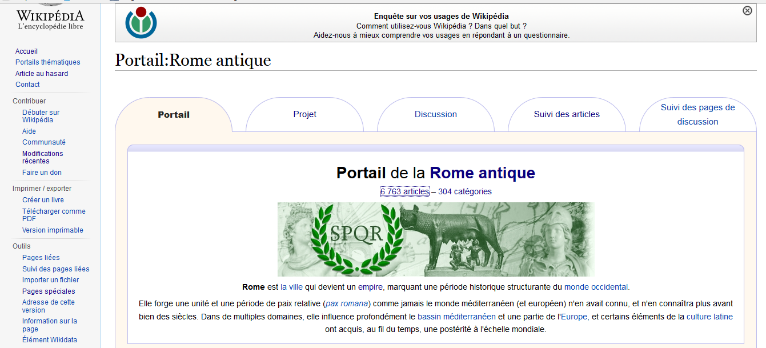 WIKIPÉDIA
L'encyclopédie libre
Accueil
Portails thématiques
Article au hasard
Contact
Contribuer
Débuter sur
Wikipédia
Aide
Communauté
Modifications
récentes
Faire un don
Imprimer / exporter
Créer un livre
Télécharger comme
PDF
Version imprimable
Outils
Pages liées
Suivi des pages liées
Importer un fichier
Pages spéciales
Adresse de cette
version
Information sur la
page
Élément Wikidata
Enquête sur vos usages de Wikipédia
Comment utilisez-vous Wikipédia ? Dans quel but ?
Aidez-nous à mieux comprendre vos usages en répondant à un questionnaire.
Portail:Rome antique
Portail
Projet
Discussion
Suivi des articles
Suivi des pages de
discussion
Portail de la Rome antique
6 763 articles – 304 catégories
SPQR
Rome est la ville qui devient un empire, marquant une période historique structurante du monde occidental.
Elle forge une unité et une période de paix relative (pax romana) comme jamais le monde méditerranéen (et européen) n'en avait connu, et n'en connaîtra plus avant
bien des siècles. Dans de multiples domaines, elle influence profondément le bassin méditerranéen et une partie de l'Europe, et certains éléments de la culture latine
ont acquis, au fil du temps, une postérité à l'échelle mondiale.